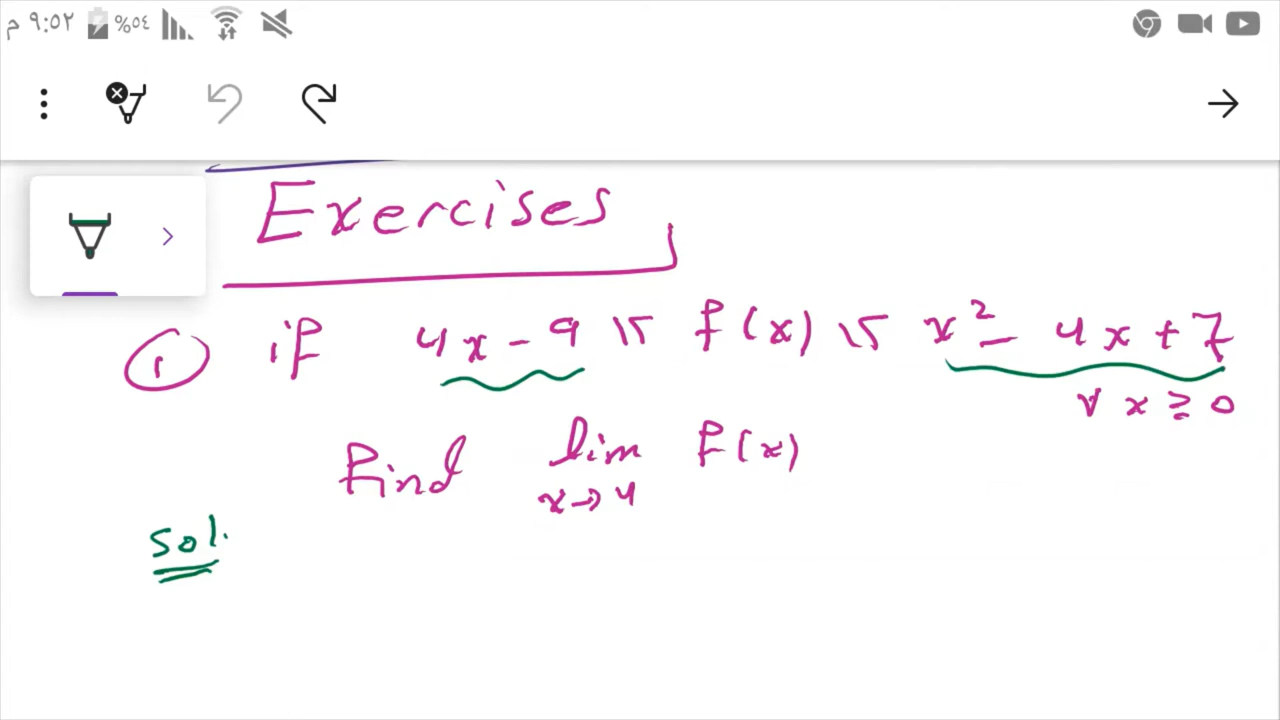 م ٩:٥٢ %٥٤
Exercises
① if 4x - 9 ≤ f(x) ≤ x² - 4x + 7
∀ x ≥ 0
Find lim f(x)
x→4
sol.